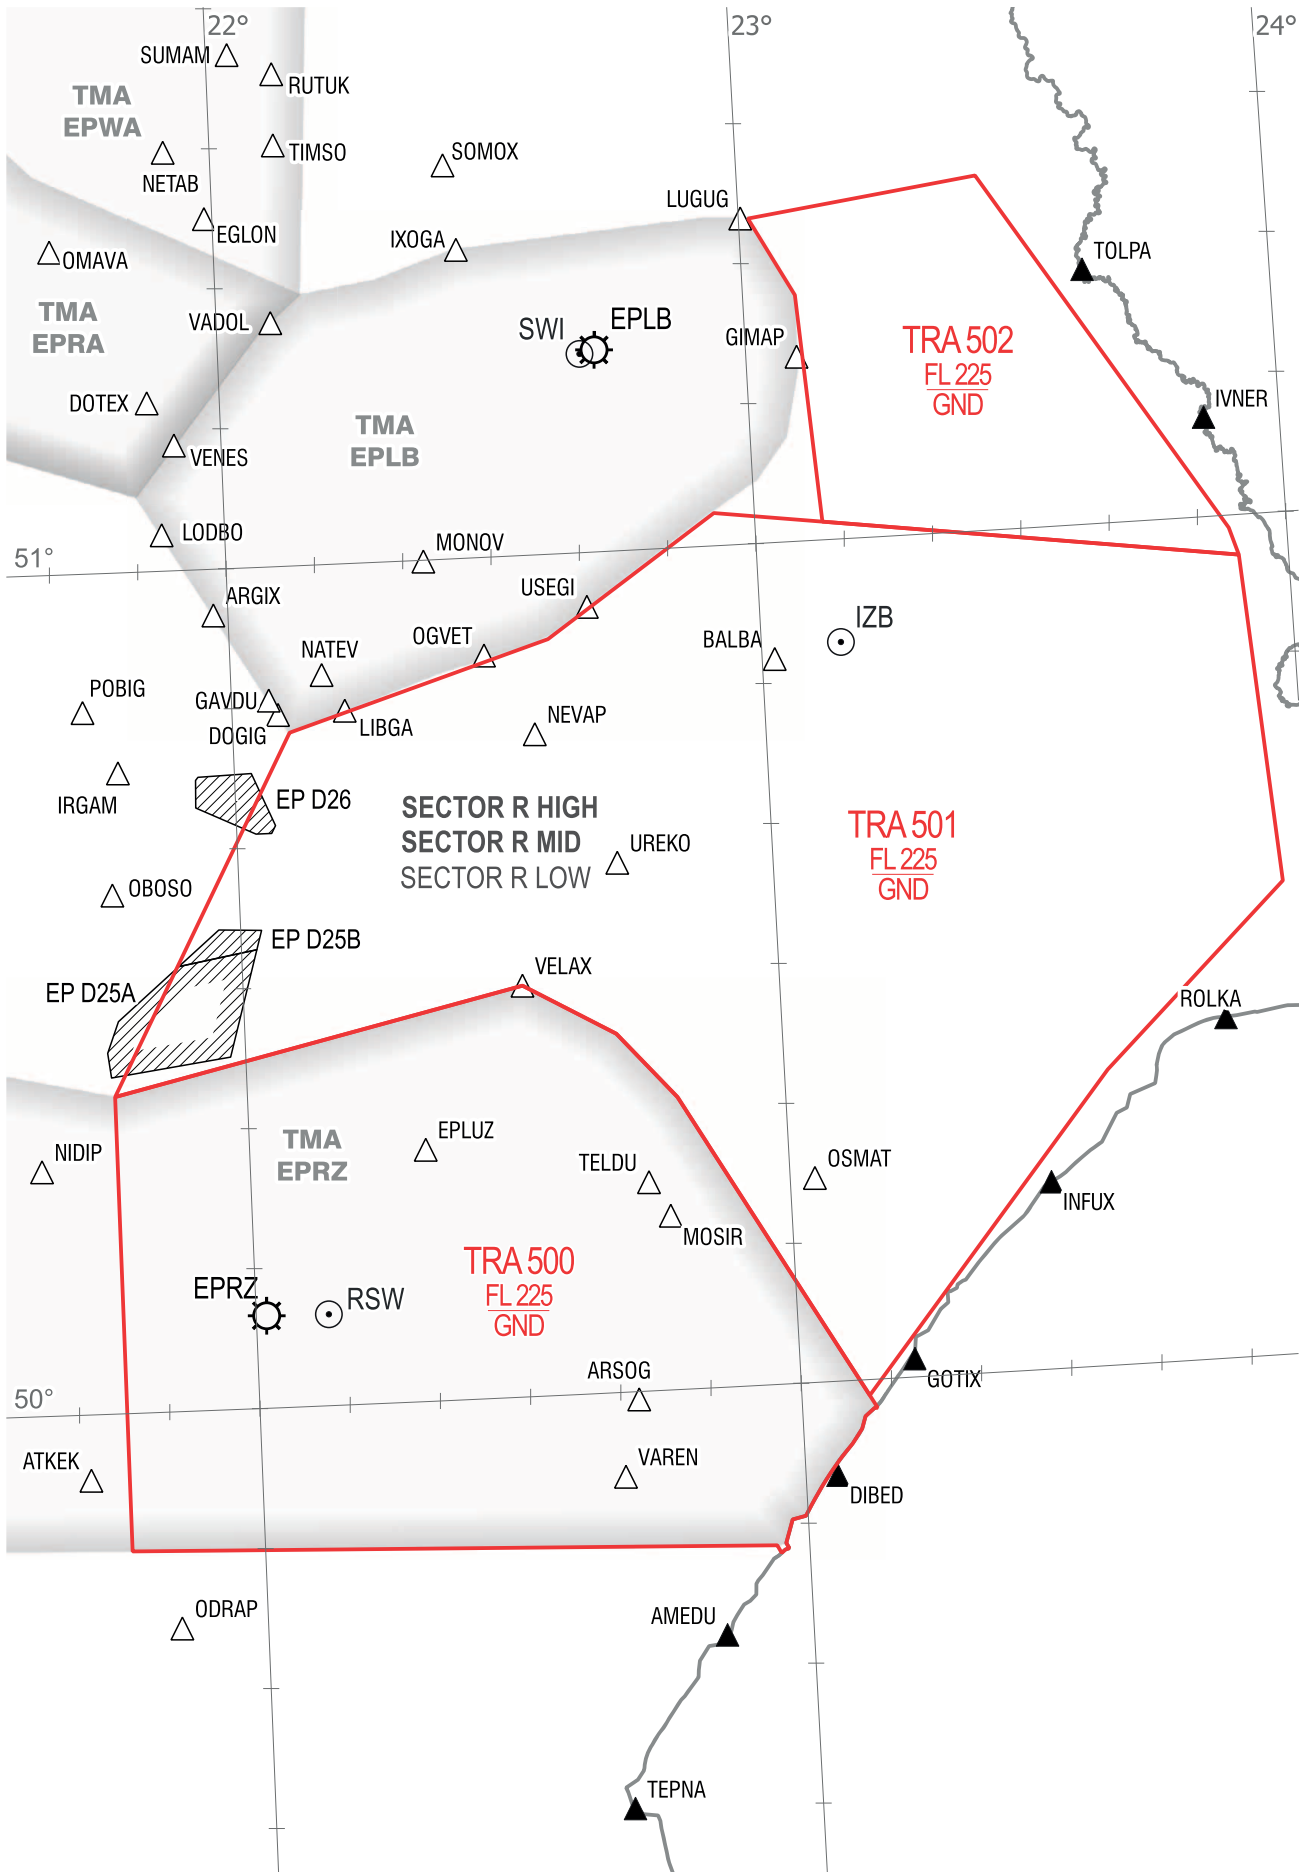 22°
23°
24°
SUMAM
RUTUK
TMA
EPWA
TIMSO
SOMOX
NETAB
LUGUG
EGLON
IXOGA
OMAVA
TOLPA
TMA
EPRA
VADOL
SWI
EPLB
GIMAP
TRA 502
FL 225
GND
DOTEX
IVNER
TMA
EPLB
VENES
LODBO
MONOV
51°
ARGIX
USEGI
IZB
OGVET
BALBA
NATEV
POBIG
GAVDU
DOGIG
LIBGA
NEVAP
IRGAM
EP D26
SECTOR R HIGH
SECTOR R MID
SECTOR R LOW
UREKO
TRA 501
FL 225
GND
OBOSO
EP D25B
VELAX
EP D25A
ROLKA
NIDIP
TMA
EPRZ
EPLUZ
TELDU
OSMAT
INFUX
MOSIR
TRA 500
FL 225
GND
EPRZ
RSW
ARSOG
GOTIX
50°
ATKEK
VAREN
DIBED
ODRAP
AMEDU
TEPNA